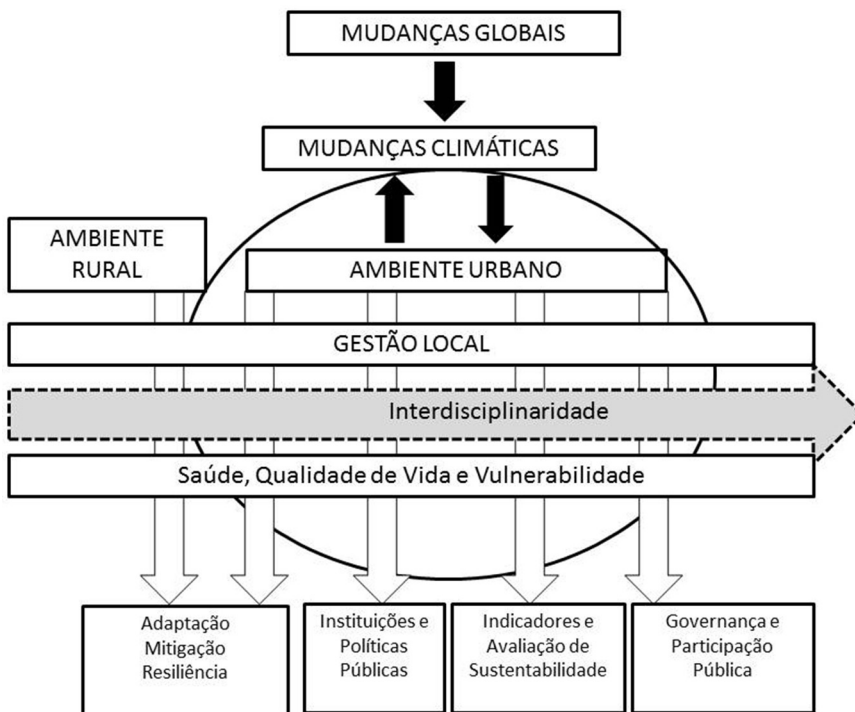 MUDANÇAS GLOBAIS
MUDANÇAS CLIMÁTICAS
AMBIENTE
RURAL
AMBIENTE URBANO
GESTÃO LOCAL
Interdisciplinaridade
Saúde, Qualidade de Vida e Vulnerabilidade
Adaptação
Mitigação
Resiliência
Instituições e
Políticas
Públicas
Indicadores e
Avaliação de
Sustentabilidade
Governança e
Participação
Pública